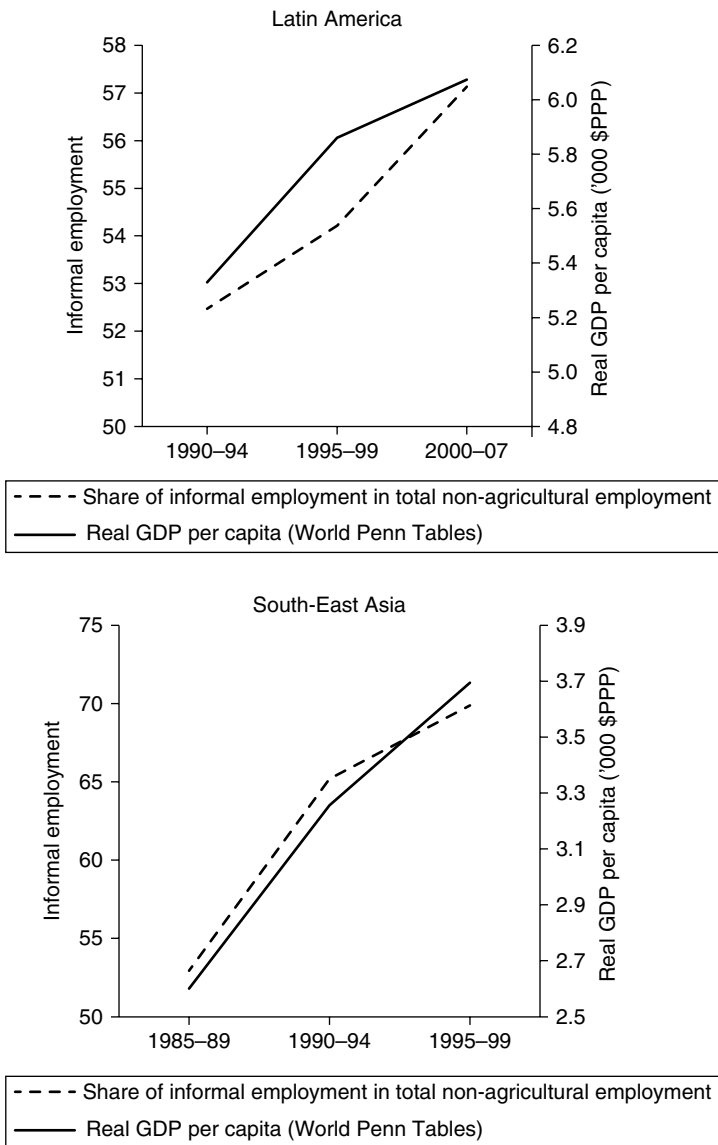 Latin America
58
57
56
55
54
53
52
51
50
Informal employment
6.2
6.0
5.8
5.6
5.4
5.2
5.0
4.8
Real GDP per capita ('000 $PPP)
1990–94 1995–99 2000–07
Share of informal employment in total non-agricultural employment
Real GDP per capita (World Penn Tables)
South-East Asia
75
70
65
60
55
50
Informal employment
3.9
3.7
3.5
3.3
3.1
2.9
2.7
2.5
Real GDP per capita ('000 $PPP)
1985–89 1990–94 1995–99
Share of informal employment in total non-agricultural employment
Real GDP per capita (World Penn Tables)